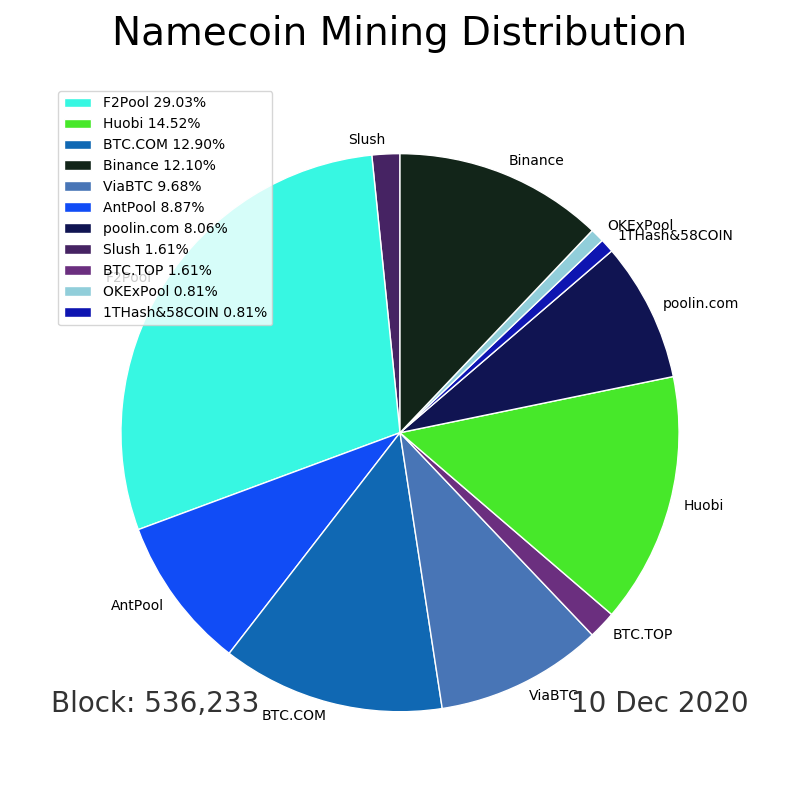 Namecoin Mining Distribution
F2Pool 29.03%
Huobi 14.52%
BTC.COM 12.90%
Binance 12.10%
ViaBTC 9.68%
AntPool 8.87%
poolin.com 8.06%
Slush 1.61%
BTC.TOP 1.61%
OKExPool 0.81%
1THash&58COIN 0.81%
Slush
Binance
OKExPool
1THash&58COIN
F2Pool
poolin.com
Huobi
AntPool
BTC.TOP
ViaBTC
BTC.COM
Block: 536,233
10 Dec 2020